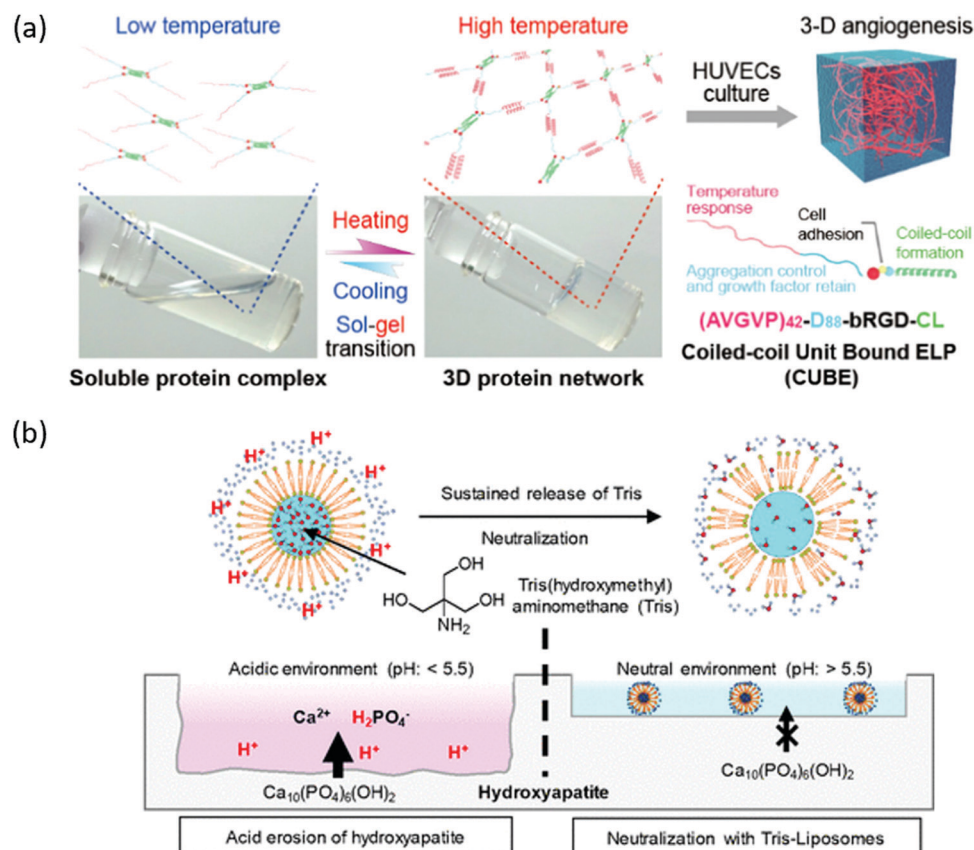 (a)
Low temperature
High temperature
3-D angiogenesis
HUVECs
culture
Heating
Cooling
Sol-gel
transition
Temperature
response
Cell
adhesion
Coiled-coil
formation
Aggregation control
and growth factor retain
(AVGVP)42-D88-bRGD-CL
Soluble protein complex
3D protein network
Coiled-coil Unit Bound ELP
(CUBE)
(b)
H+
H+
H+
H+
H+
H+
H+
H+
Sustained release of Tris
Neutralization
OH
HO
OH
NH2
Tris(hydroxymethyl)
aminomethane (Tris)
Acidic environment (pH: < 5.5)
Neutral environment (pH: > 5.5)
Ca2+ H2PO4-
H+ H+ H+
Ca10(PO4)6(OH)2
Hydroxyapatite
Ca10(PO4)6(OH)2
Acid erosion of hydroxyapatite
Neutralization with Tris-Liposomes